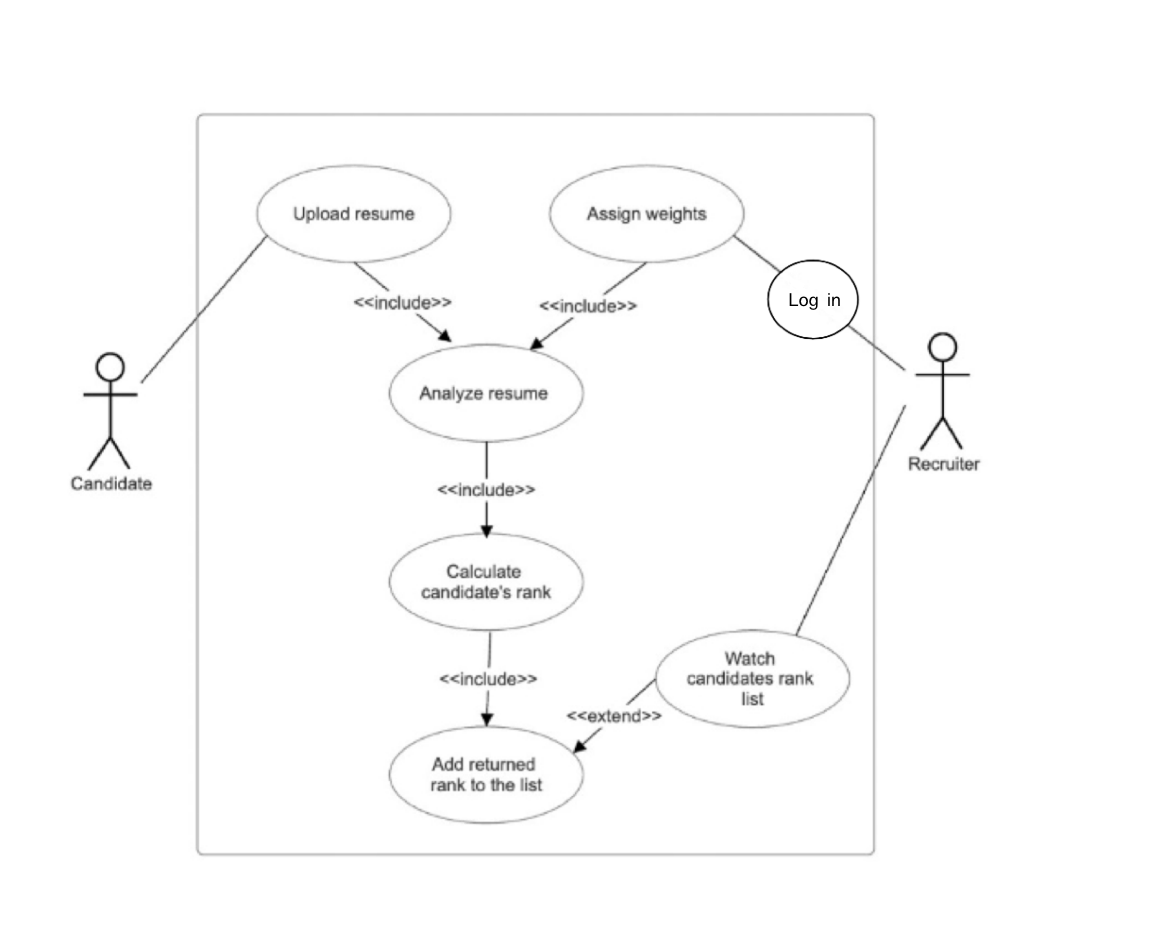 Upload resume
Assign weights
<<include>>
<<include>>
Log in
Analyze resume
Candidate
Recruiter
<<include>>
Calculate
candidate's rank
<<include>>
Watch
candidates rank
list
<<extend>>
Add returned
rank to the list